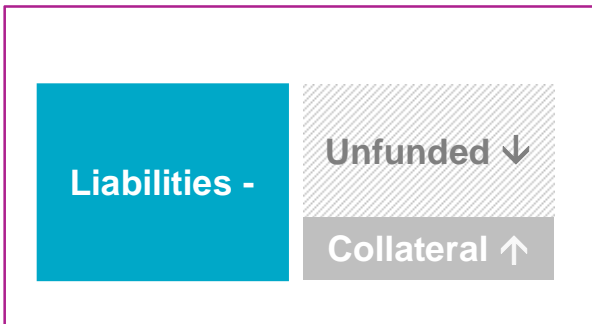 Liabilities -
Unfunded ↓
Collateral ↑